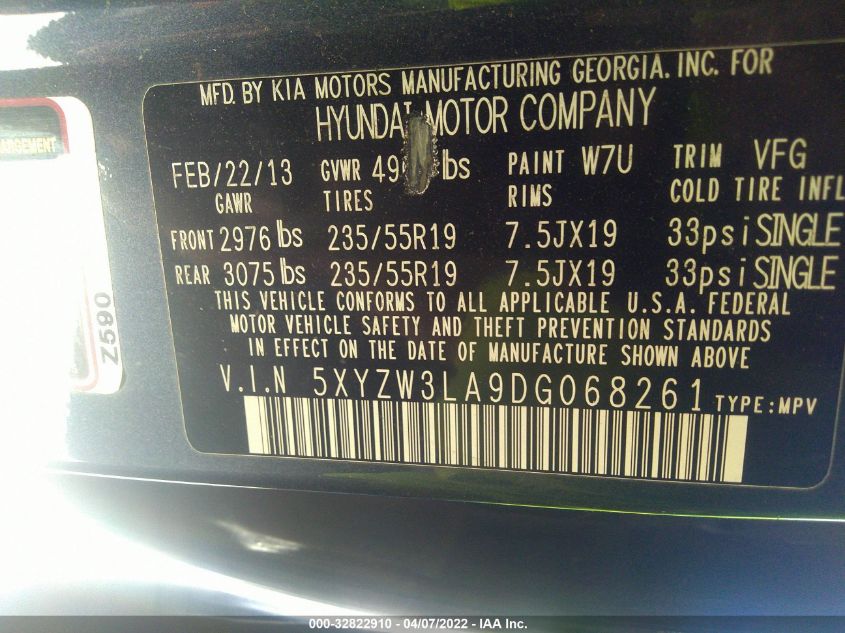 ARGEMENT
Z590
MFD. BY KIA MOTORS MANUFACTURING GEORGIA. INC. FOR
HYUNDAI MOTOR COMPANY
FEB/22/13 GVWR lbs PAINT W7U TRIM VFG
GAWR TIRES RIMS COLD TIRE INFL
FRONT 2976 lbs 235/55R19 7.5JX19 33psi SINGLE
REAR 3075 lbs 235/55R19 7.5JX19 33psi SINGLE
THIS VEHICLE CONFORMS TO ALL APPLICABLE U.S.A. FEDERAL
MOTOR VEHICLE SAFETY AND THEFT PREVENTION STANDARDS
IN EFFECT ON THE DATE OF MANUFACTURE SHOWN ABOVE
V.I.N 5XYZW3LA9DG068261 TYPE:MPV
000-32822910 - 04/07/2022 - IAA Inc.